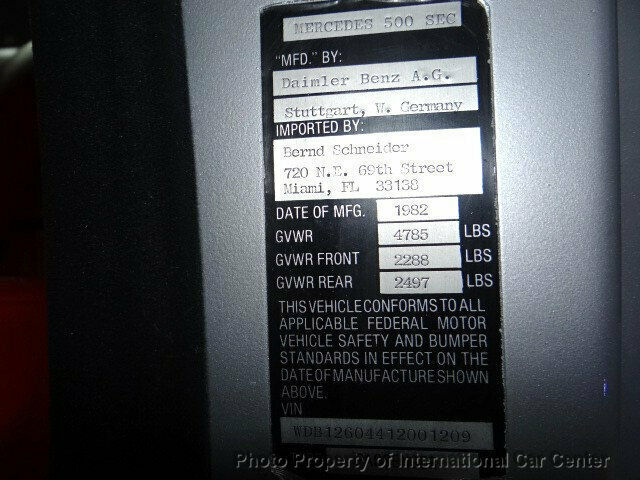 MERCEDES 500 SEC
"MFD." BY:
Daimler Benz A.G.
Stuttgart, W. Germany
IMPORTED BY:
Bernd Schneider
720 N.E. 69th Street
Miami, FL 33138
DATE OF MFG. 1982
GVWR 4785 LBS
GVWR FRONT 2288 LBS
GVWR REAR 2497 LBS
THIS VEHICLE CONFORMS TO ALL
APPLICABLE FEDERAL MOTOR
VEHICLE SAFETY AND BUMPER
STANDARDS IN EFFECT ON THE
DATE OF MANUFACTURE SHOWN
ABOVE.
VIN
WDB12604412001209
Photo Property of International Car Center